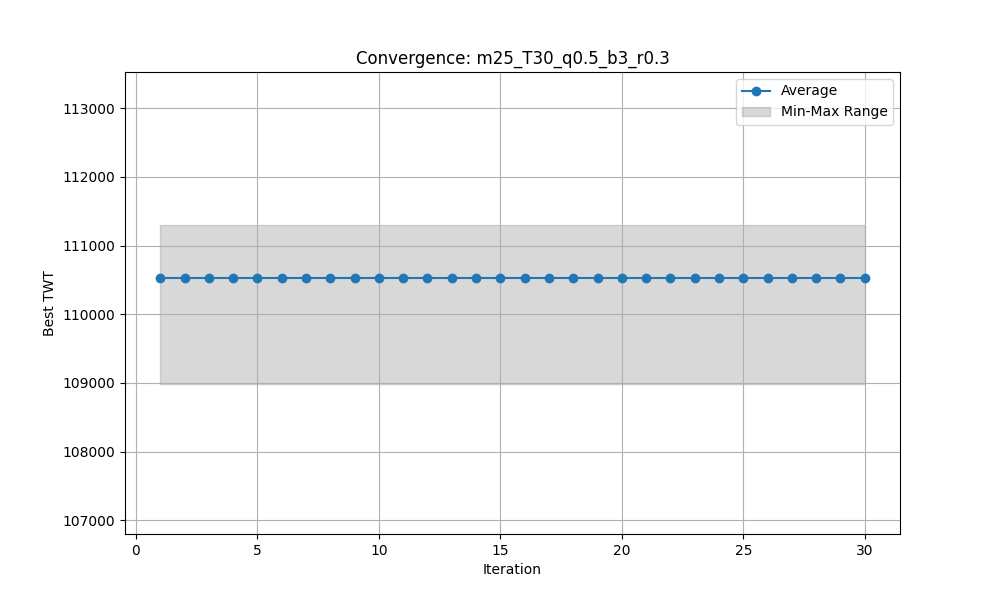 Convergence: m25_T30_q0.5_b3_r0.3
Average
Min-Max Range
113000
112000
111000
110000
109000
108000
107000
Best TWT
0 5 10 15 20 25 30
Iteration